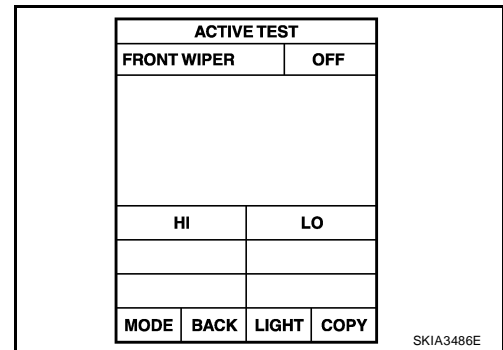 ACTIVE TEST
FRONT WIPER OFF
HI LO
MODE BACK LIGHT COPY
SKIA3486E